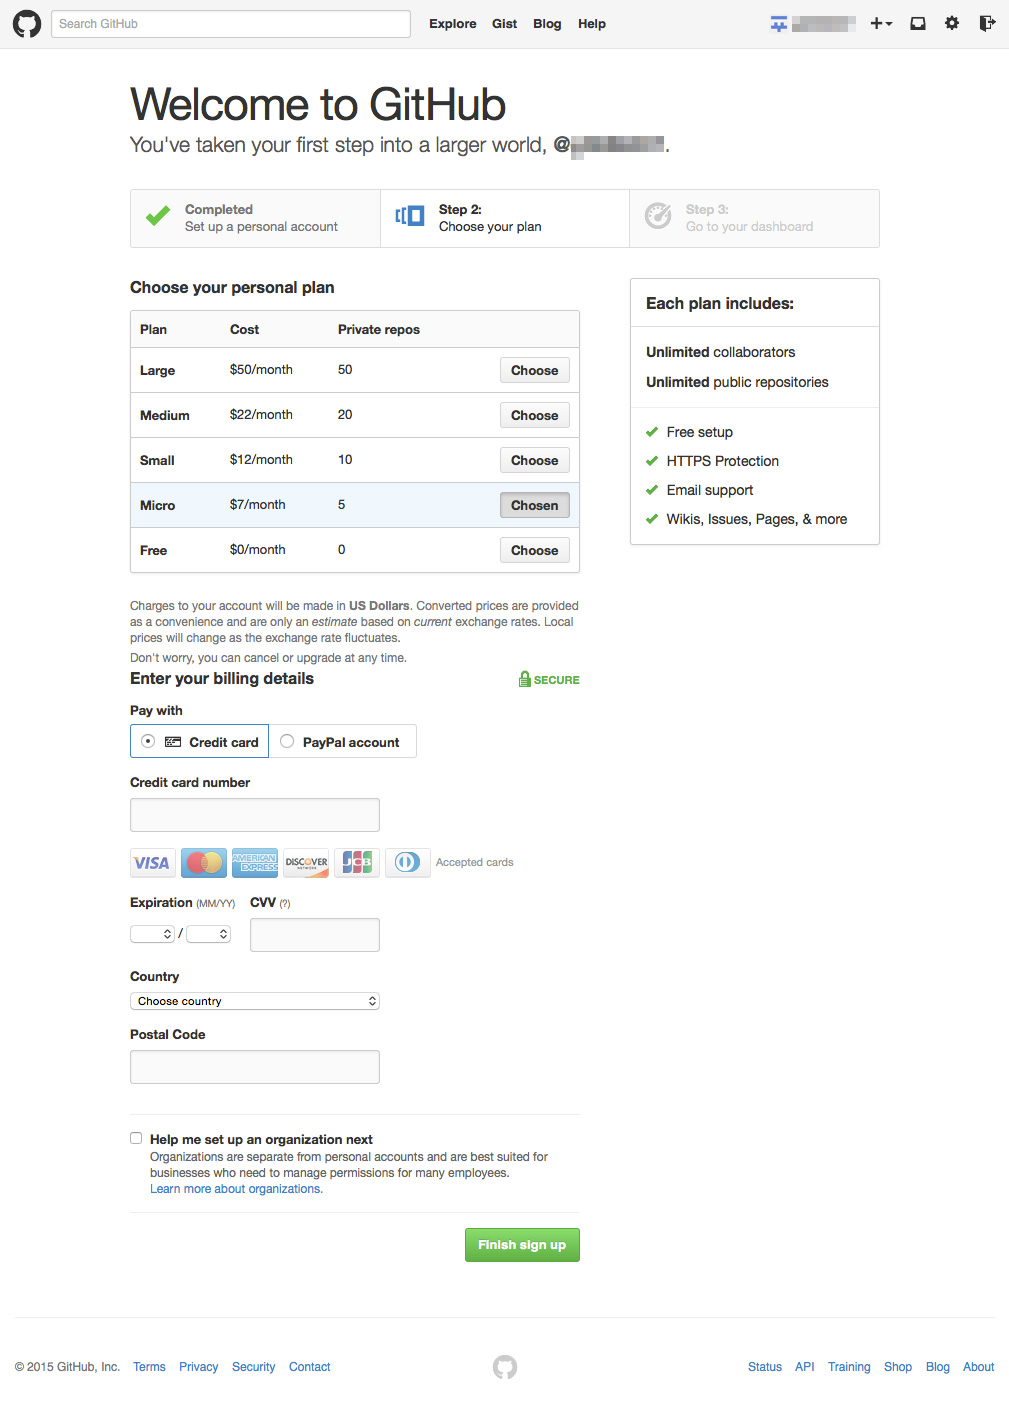 Search GitHub
Explore Gist Blog Help
Welcome to GitHub
You've taken your first step into a larger world, @
Completed
Set up a personal account
Step 2:
Choose your plan
Step 3:
Go to your dashboard
Choose your personal plan
Plan Cost Private repos
Large $50/month 50 Choose
Medium $22/month 20 Choose
Small $12/month 10 Choose
Micro $7/month 5 Chosen
Free $0/month 0 Choose
Each plan includes:
Unlimited collaborators
Unlimited public repositories
Free setup
HTTPS Protection
Email support
Wikis, Issues, Pages, & more
Charges to your account will be made in US Dollars. Converted prices are provided
as a convenience and are only an estimate based on current exchange rates. Local
prices will change as the exchange rate fluctuates.
Don't worry, you can cancel or upgrade at any time.
Enter your billing details SECURE
Pay with
Credit card PayPal account
Credit card number
VISA AMERICAN EXPRESS DISCOVER NETWORK JCB Accepted cards
Expiration (MM/YY) CVV (?)
/
Country
Choose country
Postal Code
Help me set up an organization next
Organizations are separate from personal accounts and are best suited for
businesses who need to manage permissions for many employees.
Learn more about organizations.
Finish sign up
© 2015 GitHub, Inc. Terms Privacy Security Contact
Status API Training Shop Blog About